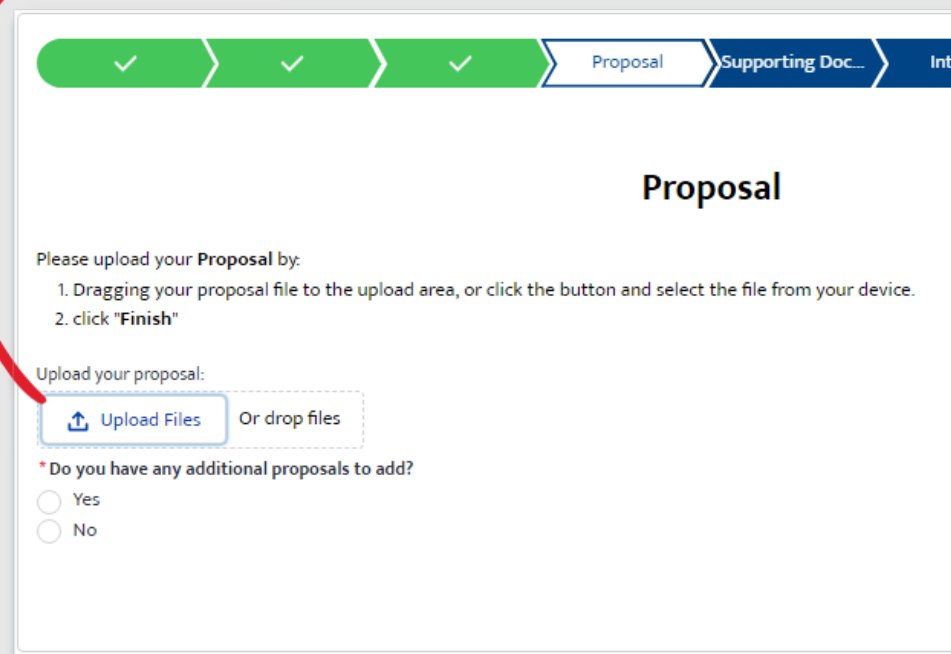 Proposal
Supporting Doc...
Int
Proposal
Please upload your Proposal by:
1. Dragging your proposal file to the upload area, or click the button and select the file from your device.
2. click "Finish"
Upload your proposal:
Upload Files Or drop files
*Do you have any additional proposals to add?
Yes
No